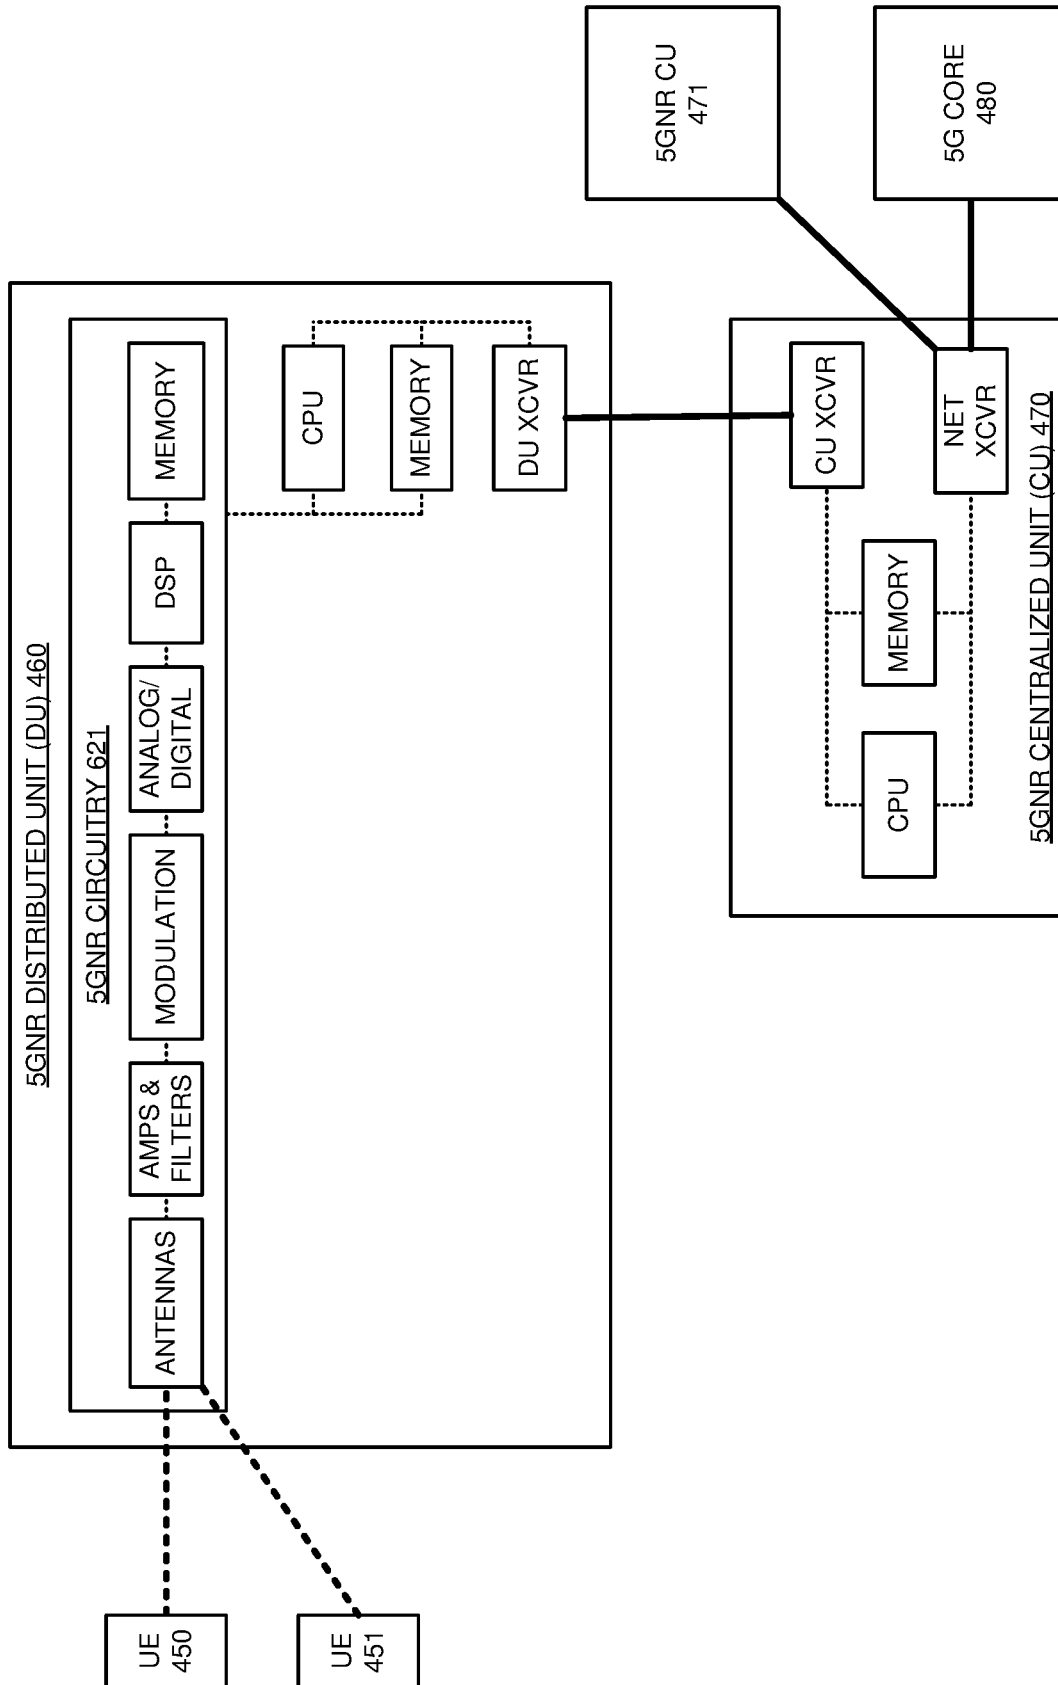 5GNR DISTRIBUTED UNIT (DU) 460
5GNR CIRCUITRY 621
ANTENNAS
AMPS &
FILTERS
MODULATION
ANALOG/
DIGITAL
DSP
MEMORY
CPU
MEMORY
DU XCVR
UE
450
UE
451
CU XCVR
MEMORY
CPU
NET
XCVR
5GNR CENTRALIZED UNIT (CU) 470
5GNR CU
471
5G CORE
480